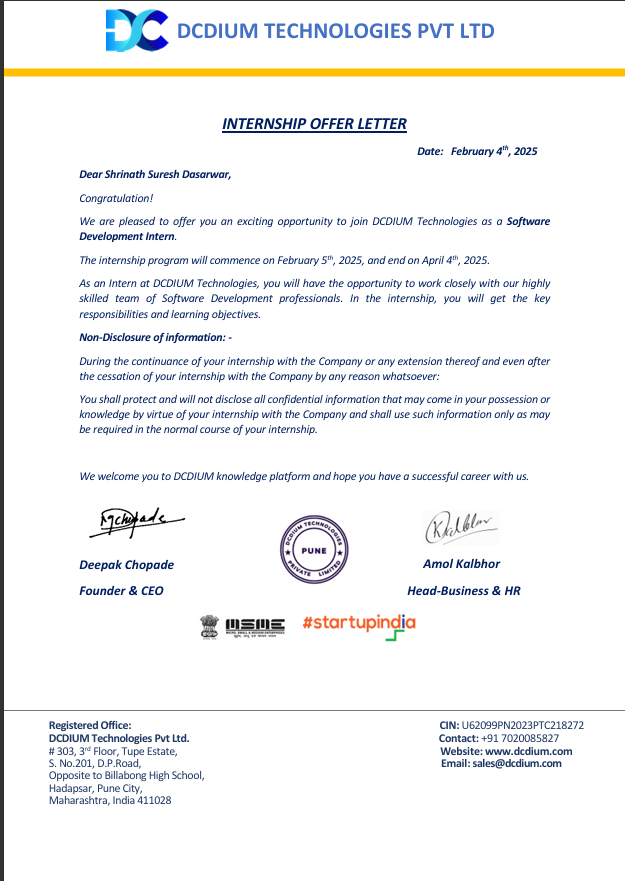 DC DCDIUM TECHNOLOGIES PVT LTD
INTERNSHIP OFFER LETTER
Date: February 4th, 2025
Dear Shrinath Suresh Dasarwar,
Congratulation!
We are pleased to offer you an exciting opportunity to join DCDIUM Technologies as a Software
Development Intern.
The internship program will commence on February 5th, 2025, and end on April 4th, 2025.
As an Intern at DCDIUM Technologies, you will have the opportunity to work closely with our highly
skilled team of Software Development professionals. In the internship, you will get the key
responsibilities and learning objectives.
Non-Disclosure of information: -
During the continuance of your internship with the Company or any extension thereof and even after
the cessation of your internship with the Company by any reason whatsoever:
You shall protect and will not disclose all confidential information that may come in your possession or
knowledge by virtue of your internship with the Company and shall use such information only as may
be required in the normal course of your internship.
We welcome you to DCDIUM knowledge platform and hope you have a successful career with us.
DCDIUM TECHNOLOGIES
PUNE
PRIVATE LIMITED
Deepak Chopade
Amol Kalbhor
Founder & CEO
Head-Business & HR
MSME
MICRO, SMALL & MEDIUM ENTERPRISES
#startupindia
Registered Office:
DCDIUM Technologies Pvt Ltd.
# 303, 3rd Floor, Tupe Estate,
S. No.201, D.P.Road,
Opposite to Billabong High School,
Hadapsar, Pune City,
Maharashtra, India 411028
CIN: U62099PN2023PTC218272
Contact: +91 7020085827
Website: www.dcdium.com
Email: sales@dcdium.com